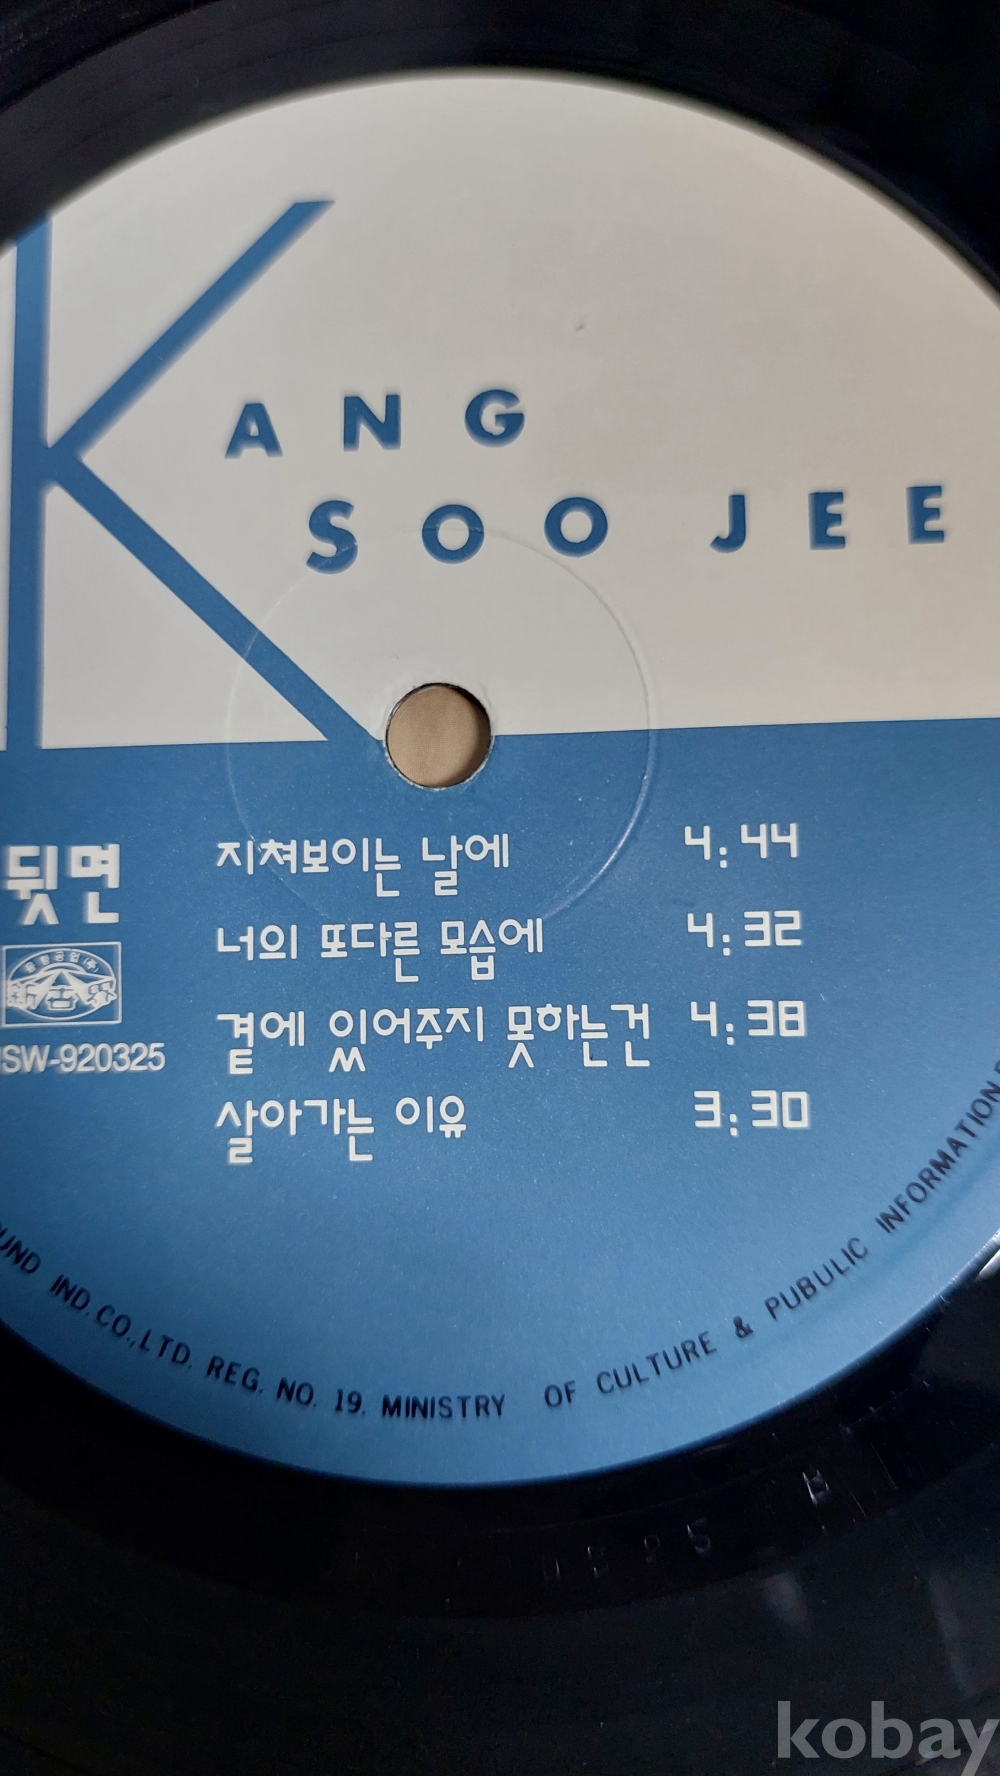 KANG
SOO JEE
뒷면
지쳐보이는 날에 4:44
너의 또다른 모습에 4:32
곁에 있어주지 못하는건 4:38
살아가는 이유 3:30
SW-920325
IND. CO., LTD. REG. NO. 19. MINISTRY OF CULTURE & PUBULIC INFORMATION
kobay